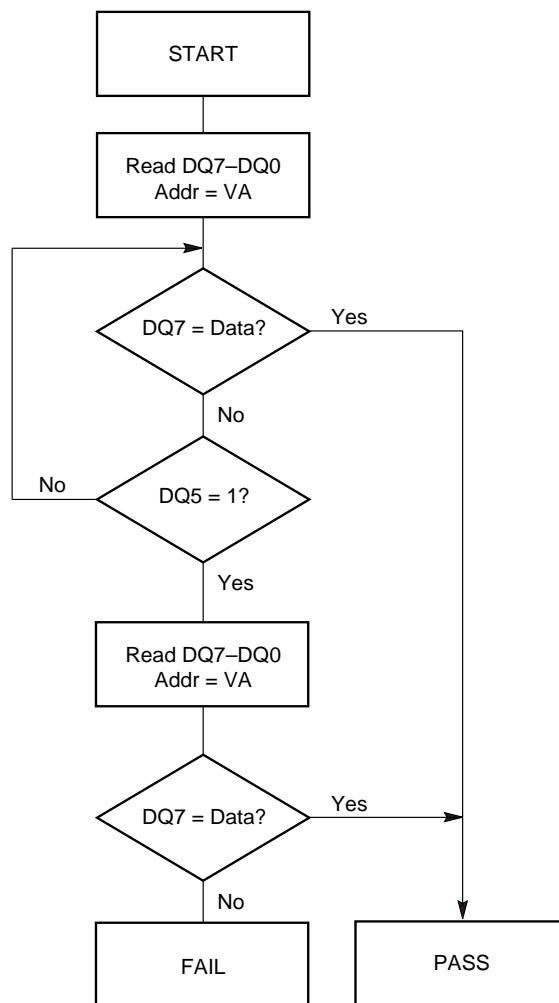 START
Read DQ7–DQ0
Addr = VA
DQ7 = Data?
Yes
No
No
DQ5 = 1?
Yes
Read DQ7–DQ0
Addr = VA
DQ7 = Data?
Yes
No
FAIL
PASS